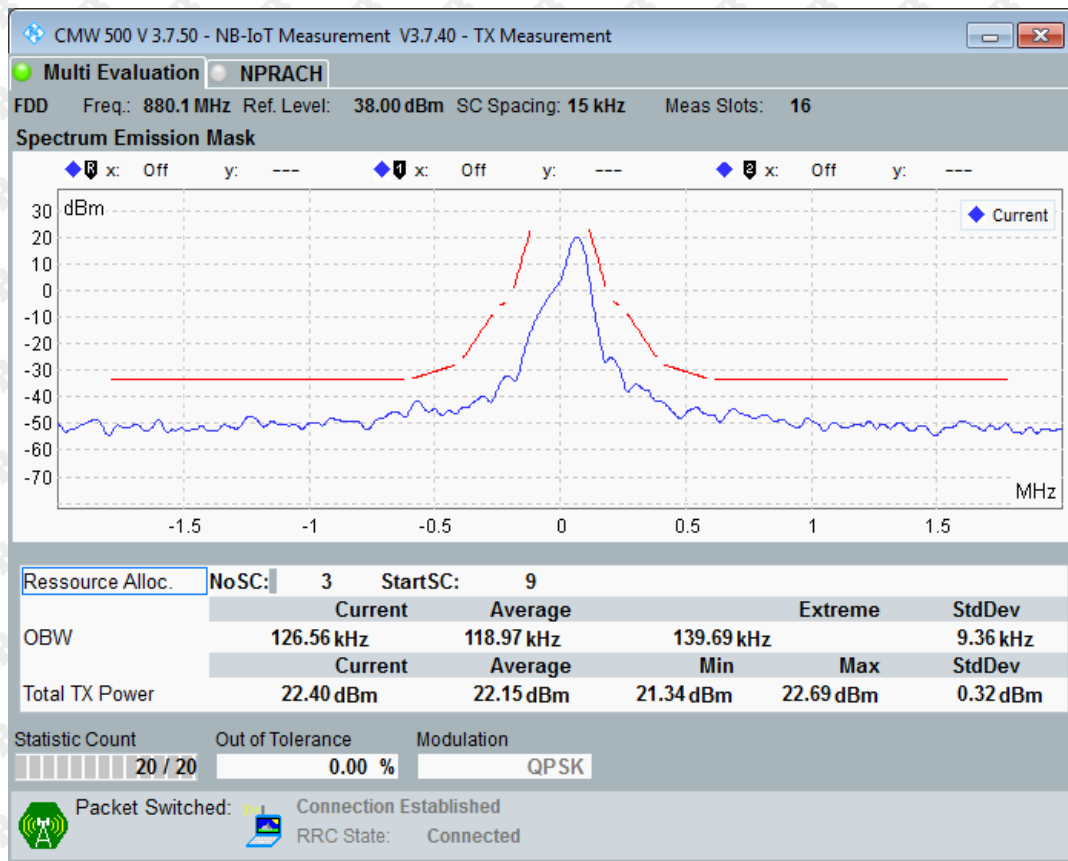 CMW 500 V 3.7.50 - NB-IoT Measurement V3.7.40 - TX Measurement
Multi Evaluation NPRACH
FDD Freq.: 880.1 MHz Ref. Level: 38.00 dBm SC Spacing: 15 kHz Meas Slots: 16
Spectrum Emission Mask
R x: Off y: --- 1 x: Off y: --- 2 x: Off y: ---
dBm
Current
30
20
10
0
-10
-20
-30
-40
-50
-60
-70
MHz
-1.5 -1 -0.5 0 0.5 1 1.5
Ressource Alloc. NoSC: 3 StartSC: 9
Current Average Extreme StdDev
OBW 126.56 kHz 118.97 kHz 139.69 kHz 9.36 kHz
Current Average Min Max StdDev
Total TX Power 22.40 dBm 22.15 dBm 21.34 dBm 22.69 dBm 0.32 dBm
Statistic Count Out of Tolerance Modulation
20 / 20 0.00 % QPSK
Packet Switched: Connection Established
RRC State: Connected